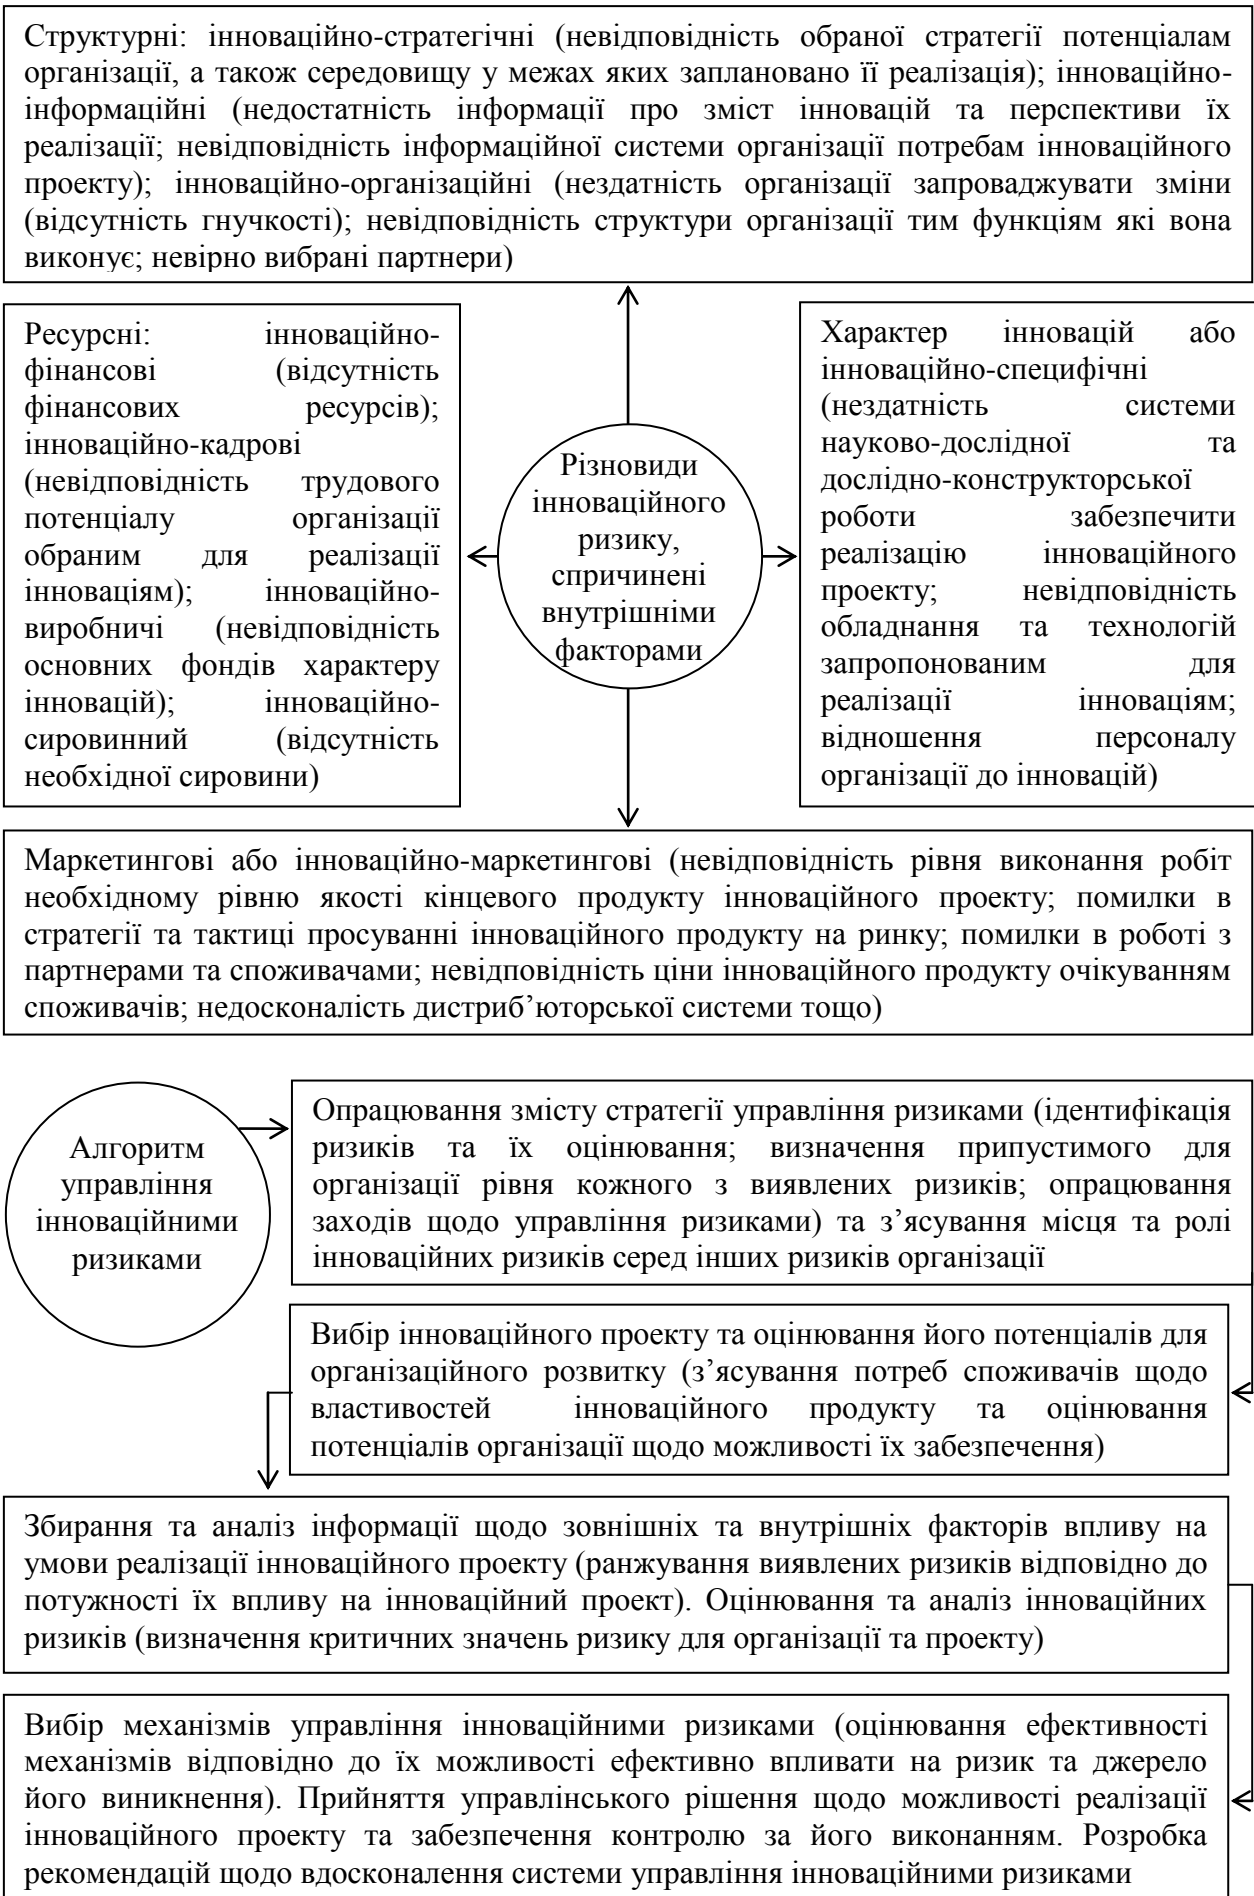 Структурні: інноваційно-стратегічні (невідповідність обраної стратегії потенціалам
організації, а також середовищу у межах яких заплановано її реалізація); інноваційно-
інформаційні (недостатність інформації про зміст інновацій та перспективи їх
реалізації; невідповідність інформаційної системи організації потребам інноваційного
проекту); інноваційно-організаційні (нездатність організації запроваджувати зміни
(відсутність гнучкості); невідповідність структури організації тим функціям які вона
виконує; невірно вибрані партнери)
Ресурсні: інноваційно-
фінансові (відсутність
фінансових ресурсів);
інноваційно-кадрові
(невідповідність трудового
потенціалу організації
обраним для реалізації
інноваціям); інноваційно-
виробничі (невідповідність
основних фондів характеру
інновацій); інноваційно-
сировинний (відсутність
необхідної сировини)
Різновиди
інноваційного
ризику,
спричинені
внутрішніми
факторами
Характер інновацій або
інноваційно-специфічні
(нездатність системи
науково-дослідної та
дослідно-конструкторської
роботи забезпечити
реалізацію інноваційного
проекту; невідповідність
обладнання та технологій
запропонованим для
реалізації інноваціям;
відношення персоналу
організації до інновацій)
Маркетингові або інноваційно-маркетингові (невідповідність рівня виконання робіт
необхідному рівню якості кінцевого продукту інноваційного проекту; помилки в
стратегії та тактиці просуванні інноваційного продукту на ринку; помилки в роботі з
партнерами та споживачами; невідповідність ціни інноваційного продукту очікуванням
споживачів; недосконалість дистриб’юторської системи тощо)
Алгоритм
управління
інноваційними
ризиками
Опрацювання змісту стратегії управління ризиками (ідентифікація
ризиків та їх оцінювання; визначення припустимого для
організації рівня кожного з виявлених ризиків; опрацювання
заходів щодо управління ризиками) та з’ясування місця та ролі
інноваційних ризиків серед інших ризиків організації
Вибір інноваційного проекту та оцінювання його потенціалів для
організаційного розвитку (з’ясування потреб споживачів щодо
властивостей інноваційного продукту та оцінювання
потенціалів організації щодо можливості їх забезпечення)
Збирання та аналіз інформації щодо зовнішніх та внутрішніх факторів впливу на
умови реалізації інноваційного проекту (ранжування виявлених ризиків відповідно до
потужності їх впливу на інноваційний проект). Оцінювання та аналіз інноваційних
ризиків (визначення критичних значень ризику для організації та проекту)
Вибір механізмів управління інноваційними ризиками (оцінювання ефективності
механізмів відповідно до їх можливості ефективно впливати на ризик та джерело
його виникнення). Прийняття управлінського рішення щодо можливості реалізації
інноваційного проекту та забезпечення контролю за його виконанням. Розробка
рекомендацій щодо вдосконалення системи управління інноваційними ризиками